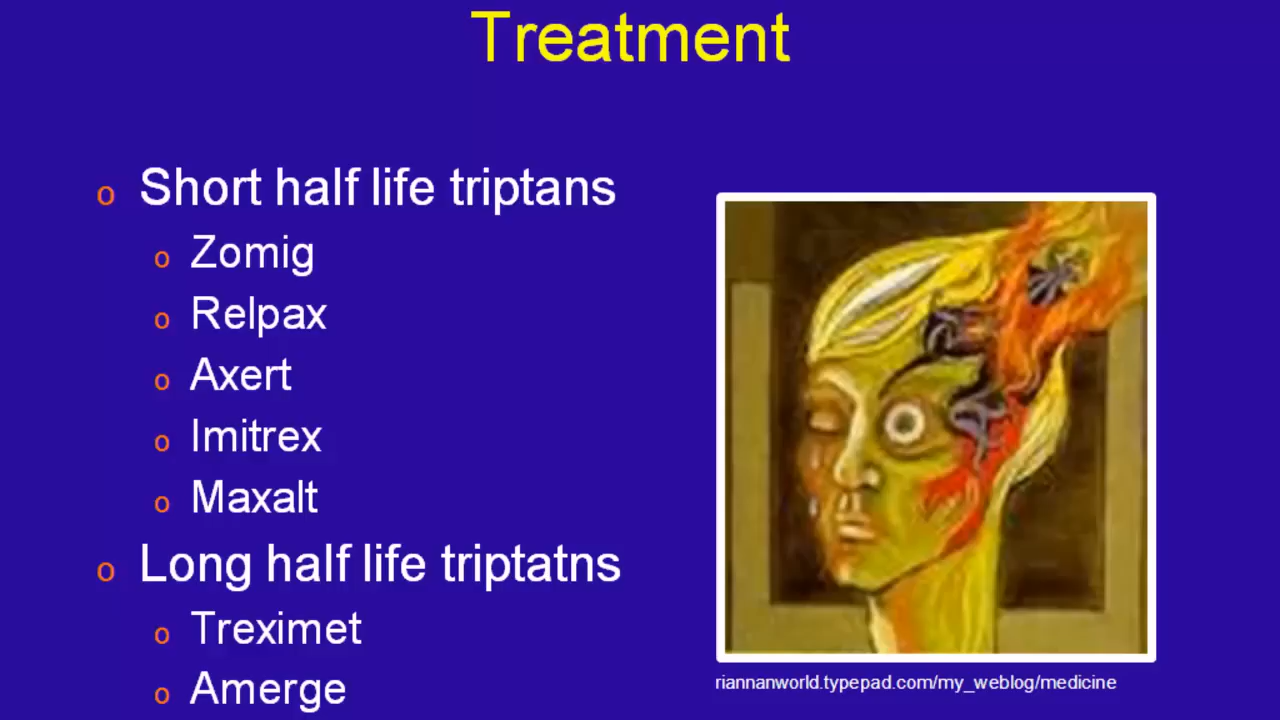 Treatment
o Short half life triptans
o Zomig
o Relpax
o Axert
o Imitrex
o Maxalt
o Long half life triptatns
o Treximet
o Amerge
riannanworld.typepad.com/my_weblog/medicine